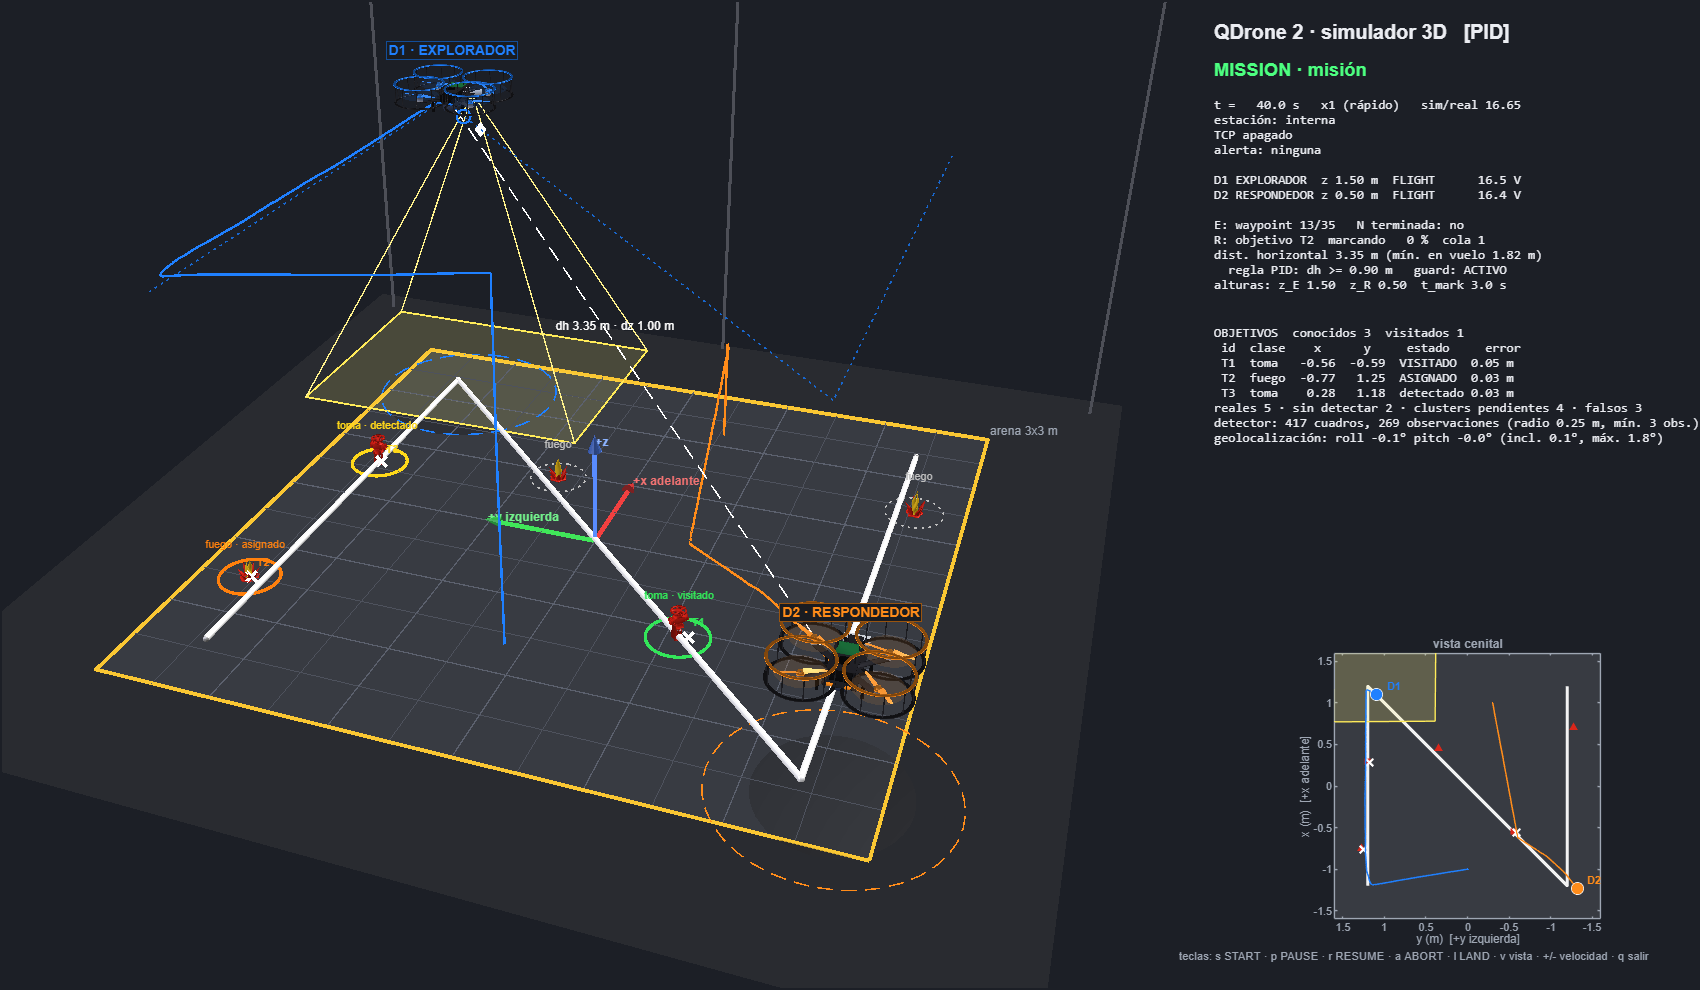 D1 · EXPLORADOR
dh 3.35 m · dz 1.00 m
arena 3x3 m
toma · detectado
fuego
+z
fuego
+x adelante
+y izquierda
fuego · asignado
toma · visitado
D2 · RESPONDEDOR
QDrone 2 · simulador 3D [PID]
MISSION · misión
t = 40.0 s x1 (rápido) sim/real 16.65
estación: interna
TCP apagado
alerta: ninguna
D1 EXPLORADOR z 1.50 m FLIGHT 16.5 V
D2 RESPONDEDOR z 0.50 m FLIGHT 16.4 V
E: waypoint 13/35 N terminada: no
R: objetivo T2 marcando 0 % cola 1
dist. horizontal 3.35 m (mín. en vuelo 1.82 m)
regla PID: dh >= 0.90 m guard: ACTIVO
alturas: z_E 1.50 z_R 0.50 t_mark 3.0 s
OBJETIVOS conocidos 3 visitados 1
id clase x y estado error
T1 toma -0.56 -0.59 VISITADO 0.05 m
T2 fuego -0.77 1.25 ASIGNADO 0.03 m
T3 toma 0.28 1.18 detectado 0.03 m
reales 5 · sin detectar 2 · clusters pendientes 4 · falsos 3
detector: 417 cuadros, 269 observaciones (radio 0.25 m, mín. 3 obs.)
geolocalización: roll -0.1° pitch -0.0° (incl. 0.1°, máx. 1.8°)
vista cenital
1.5
1
0.5
0
-0.5
-1
-1.5
x (m) [+x adelante]
D1
D2
1.5 1 0.5 0 -0.5 -1 -1.5
y (m) [+y izquierda]
teclas: s START · p PAUSE · r RESUME · a ABORT · l LAND · v vista · +/- velocidad · q salir